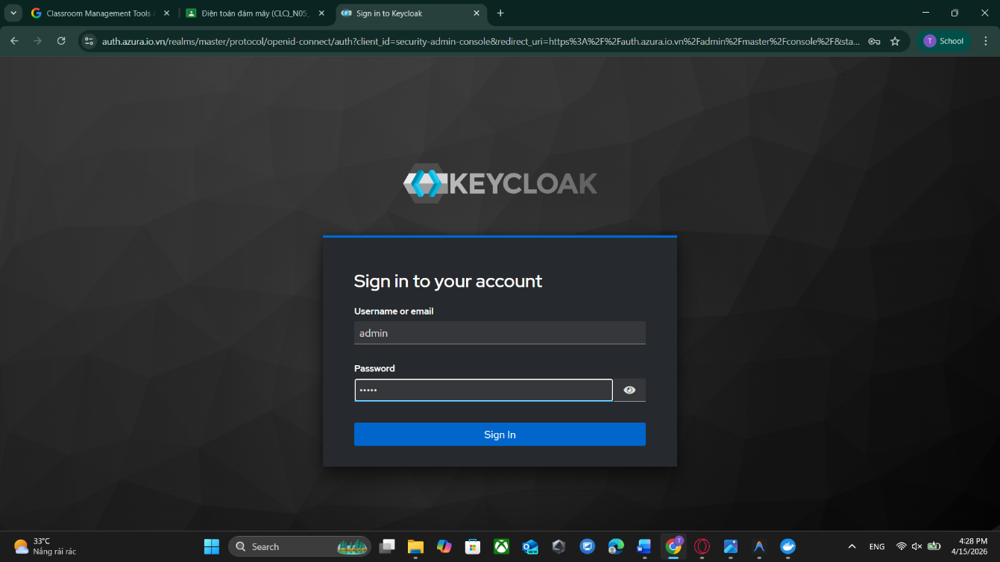 Classroom Management Tools
Điện toán đám mây (CLC)_N05_
Sign in to Keycloak
auth.azura.io.vn/realms/master/protocol/openid-connect/auth?client_id=security-admin-console&redirect_uri=https%3A%2F%2Fauth.azura.io.vn%2Fadmin%2Fmaster%2Fconsole%2F&sta...
T
School
KEYCLOAK
Sign in to your account
Username or email
admin
Password
•••••
Sign In
33°C
Nắng rải rác
Search
NEW
T
ENG
4:28 PM
4/15/2026